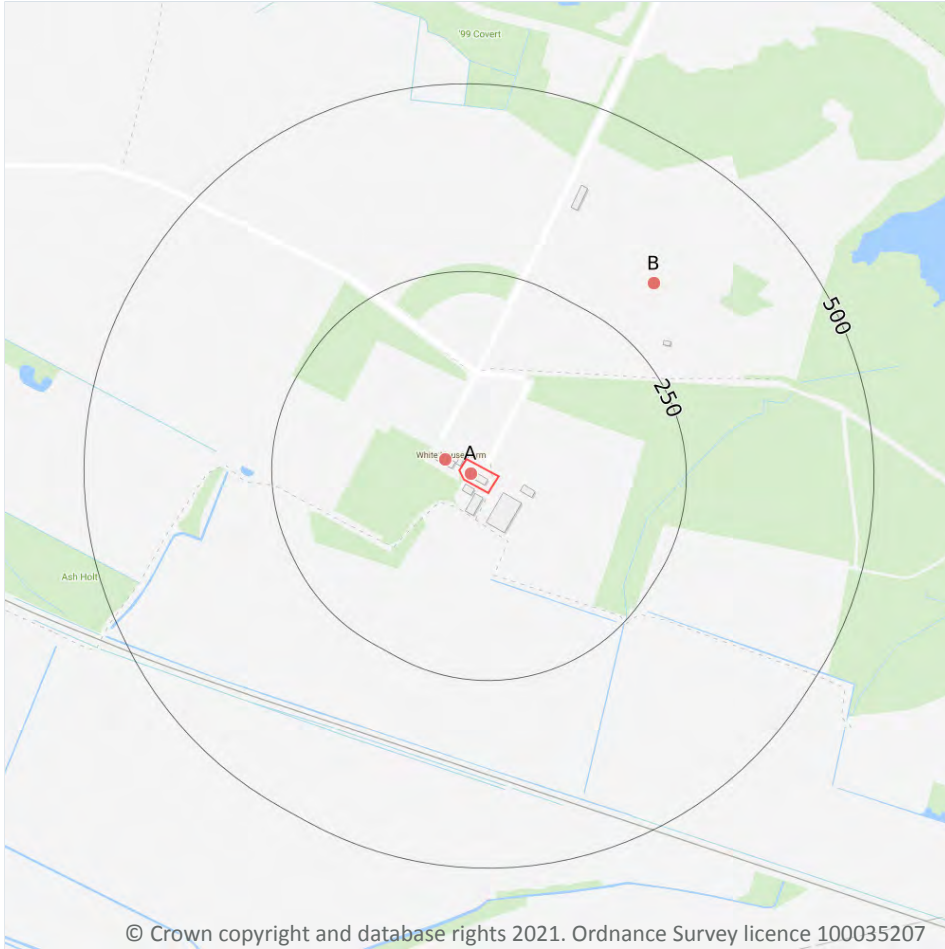 '99 Covert
B
500
250
A
Ash Holt
© Crown copyright and database rights 2021. Ordnance Survey licence 100035207